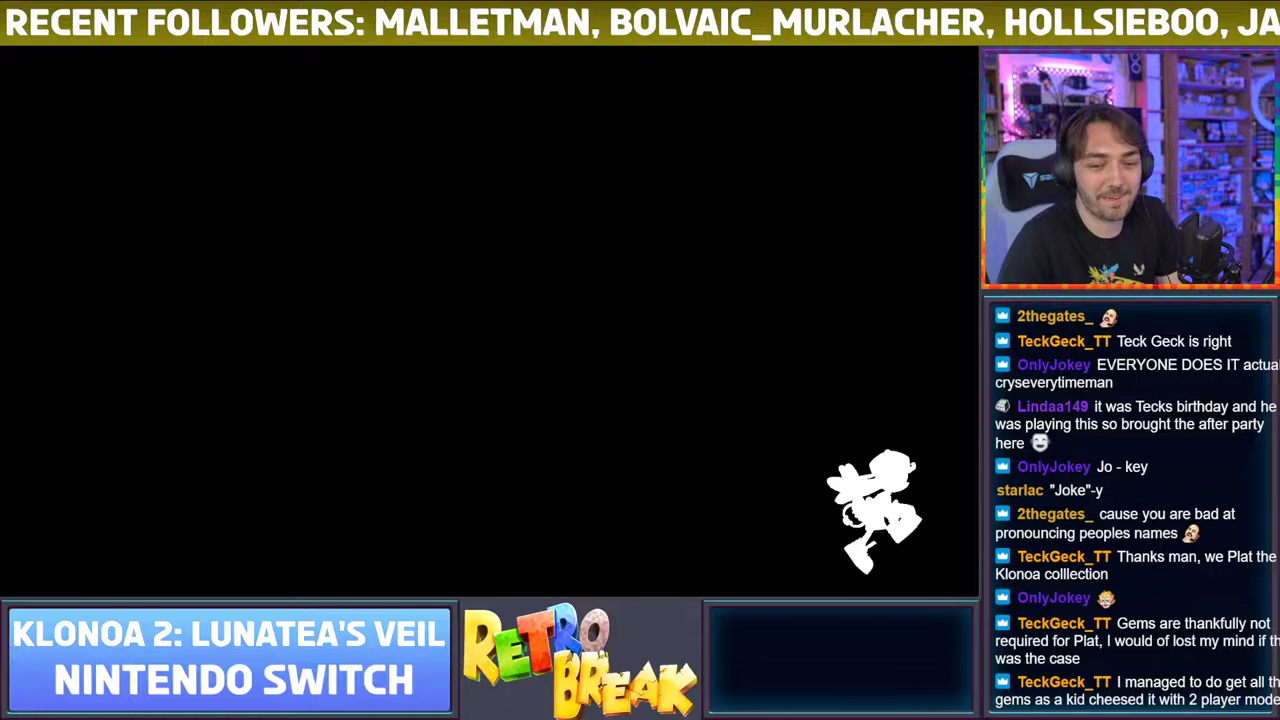 RECENT FOLLOWERS: MALLETMAN, BOLVAIC_MURLACHER, HOLLSIEBOO, JA
2thegates_
TeckGeck_TT Teck Geck is right
OnlyJokey EVERYONE DOES IT actua
cryseverytimeman
Lindaa149 it was Tecks birthday and he
was playing this so brought the after party
here
OnlyJokey Jo - key
starlac "Joke"-y
2thegates_ cause you are bad at
pronouncing peoples names
TeckGeck_TT Thanks man, we Plat the
Klonoa colllection
OnlyJokey
TeckGeck_TT Gems are thankfully not
required for Plat, I would of lost my mind if th
was the case
TeckGeck_TT I managed to do get all th
gems as a kid cheesed it with 2 player mode
KLONOA 2: LUNATEA'S VEIL
NINTENDO SWITCH
RETRO
BREAK